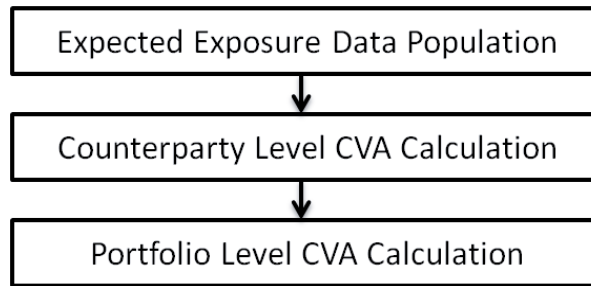 Expected Exposure Data Population
Counterparty Level CVA Calculation
Portfolio Level CVA Calculation